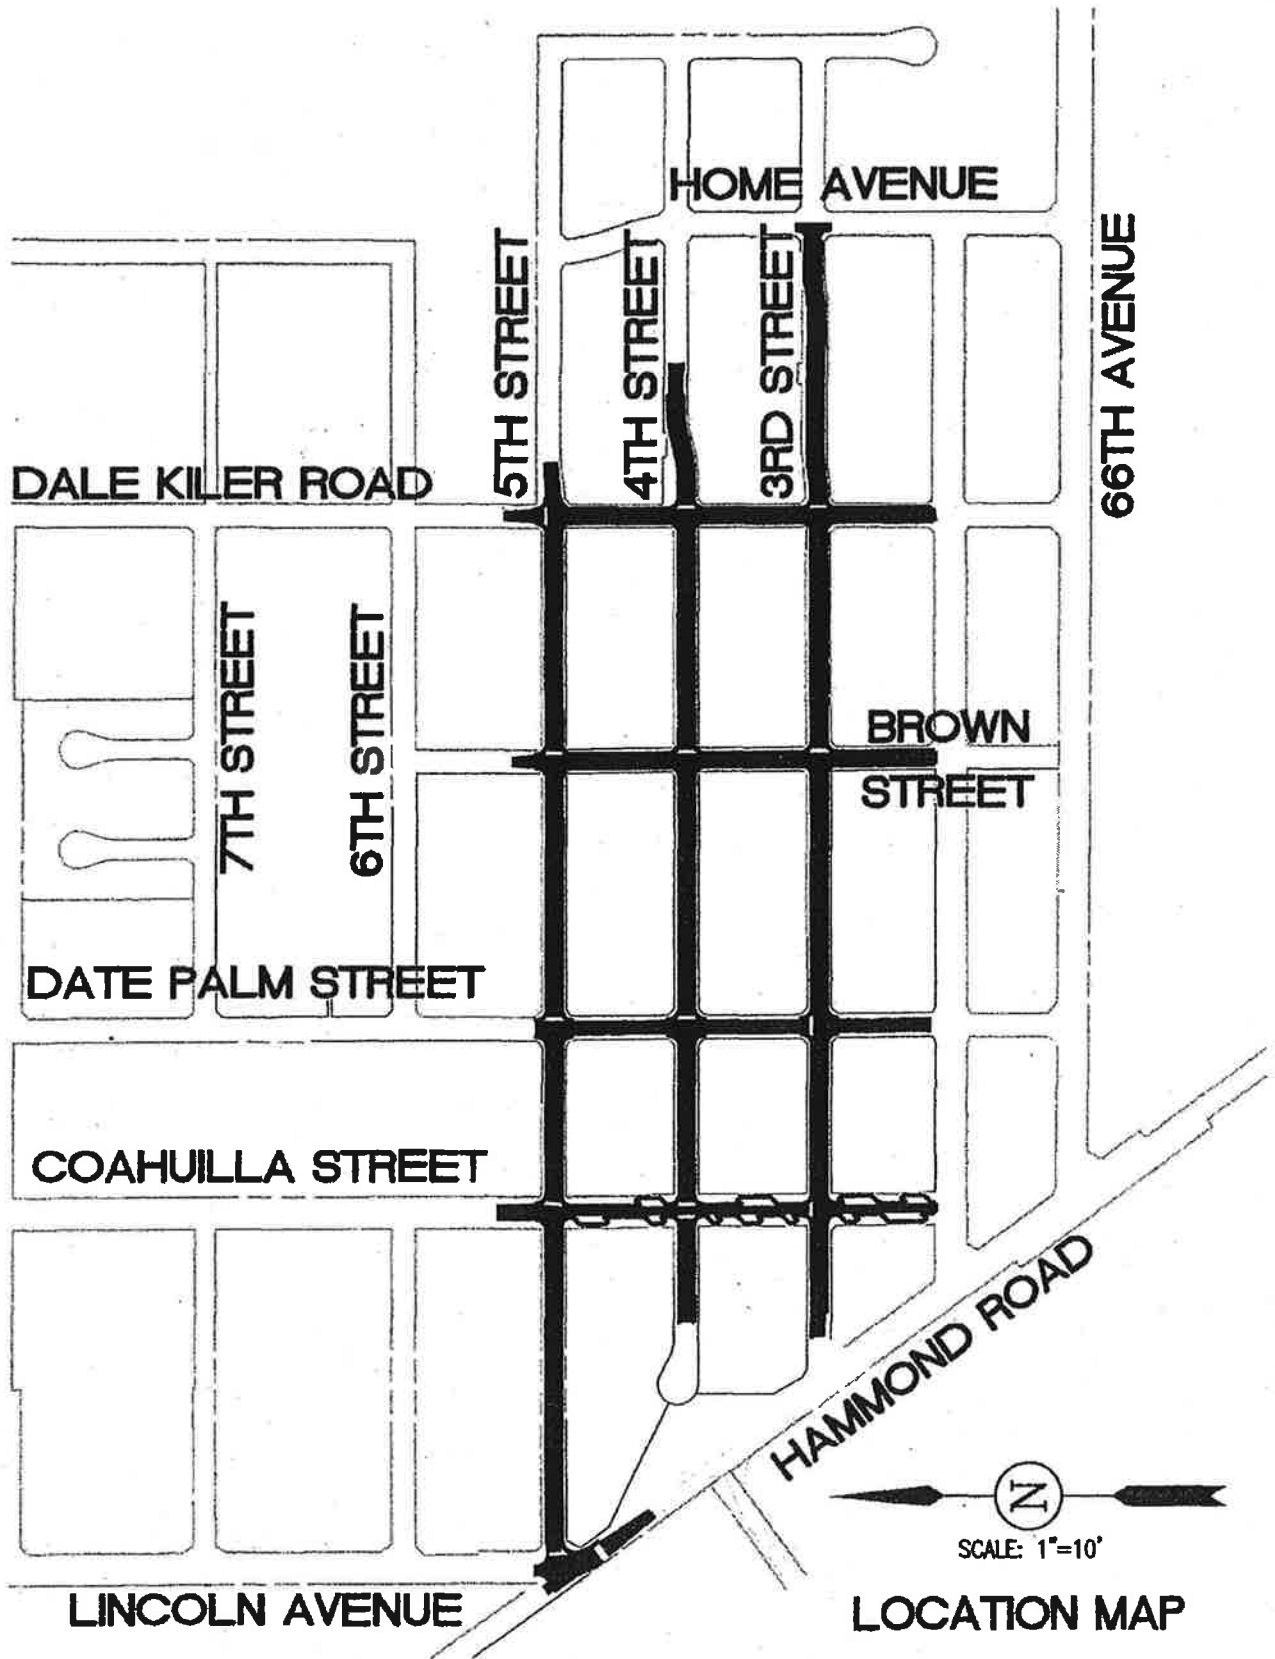 HOME AVENUE
5TH STREET
4TH STREET
3RD STREET
66TH AVENUE
DALE KILER ROAD
7TH STREET
6TH STREET
BROWN
STREET
DATE PALM STREET
COAHUILLA STREET
HAMMOND ROAD
N
SCALE: 1"=10'
LINCOLN AVENUE
LOCATION MAP